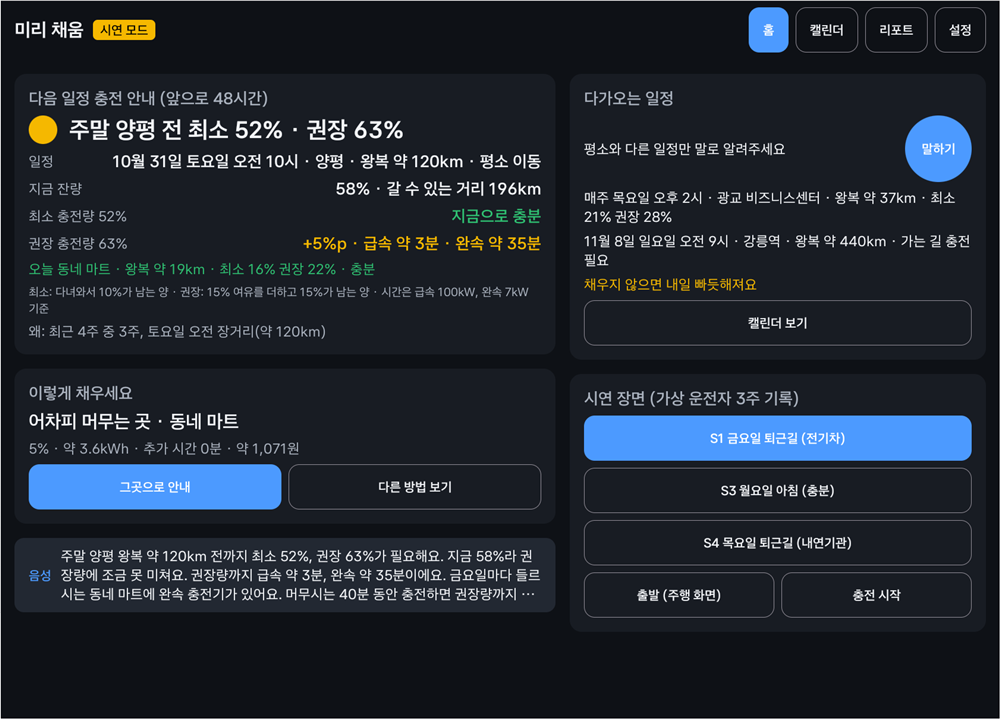 미리 채움 시연 모드
홈 캘린더 리포트 설정
다음 일정 충전 안내 (앞으로 48시간)
주말 양평 전 최소 52% · 권장 63%
일정 10월 31일 토요일 오전 10시 · 양평 · 왕복 약 120km · 평소 이동
지금 잔량 58% · 갈 수 있는 거리 196km
최소 충전량 52% 지금으로 충분
권장 충전량 63% +5%p · 급속 약 3분 · 완속 약 35분
오늘 동네 마트 · 왕복 약 19km · 최소 16% 권장 22% · 충분
최소: 다녀와서 10%가 남는 양 · 권장: 15% 여유를 더하고 15%가 남는 양 · 시간은 급속 100kW, 완속 7kW
기준
왜: 최근 4주 중 3주, 토요일 오전 장거리(약 120km)
이렇게 채우세요
어차피 머무는 곳 · 동네 마트
5% · 약 3.6kWh · 추가 시간 0분 · 약 1,071원
그곳으로 안내 다른 방법 보기
음성
주말 양평 왕복 약 120km 전까지 최소 52%, 권장 63%가 필요해요. 지금 58%라 권
장량에 조금 못 미쳐요. 권장량까지 급속 약 3분, 완속 약 35분이에요. 금요일마다 들르
시는 동네 마트에 완속 충전기가 있어요. 머무시는 40분 동안 충전하면 권장량까지 ···
다가오는 일정
평소와 다른 일정만 말로 알려주세요 말하기
매주 목요일 오후 2시 · 광교 비즈니스센터 · 왕복 약 37km · 최소
21% 권장 28%
11월 8일 일요일 오전 9시 · 강릉역 · 왕복 약 440km · 가는 길 충전
필요
채우지 않으면 내일 빠듯해져요
캘린더 보기
시연 장면 (가상 운전자 3주 기록)
S1 금요일 퇴근길 (전기차)
S3 월요일 아침 (충분)
S4 목요일 퇴근길 (내연기관)
출발 (주행 화면) 충전 시작